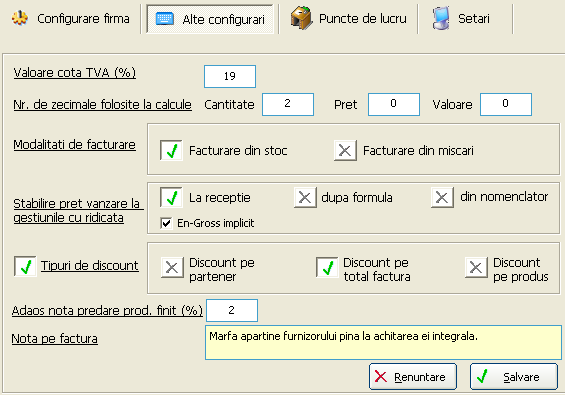 Configurare firma Alte configurari Puncte de lucru Setari
Valoare cota TVA (%) 19
Nr. de zecimale folosite la calcule Cantitate 2 Pret 0 Valoare 0
Modalitati de facturare Facturare din stoc Facturare din miscari
Stabilire pret vanzare la gestiunile cu ridicata La receptie dupa formula din nomenclator
En-Gross implicit
Tipuri de discount Discount pe partener Discount pe total factura Discount pe produs
Adaos nota predare prod. finit (%) 2
Nota pe factura Marfa apartine furnizorului pina la achitarea ei integrala.
Renuntare Salvare